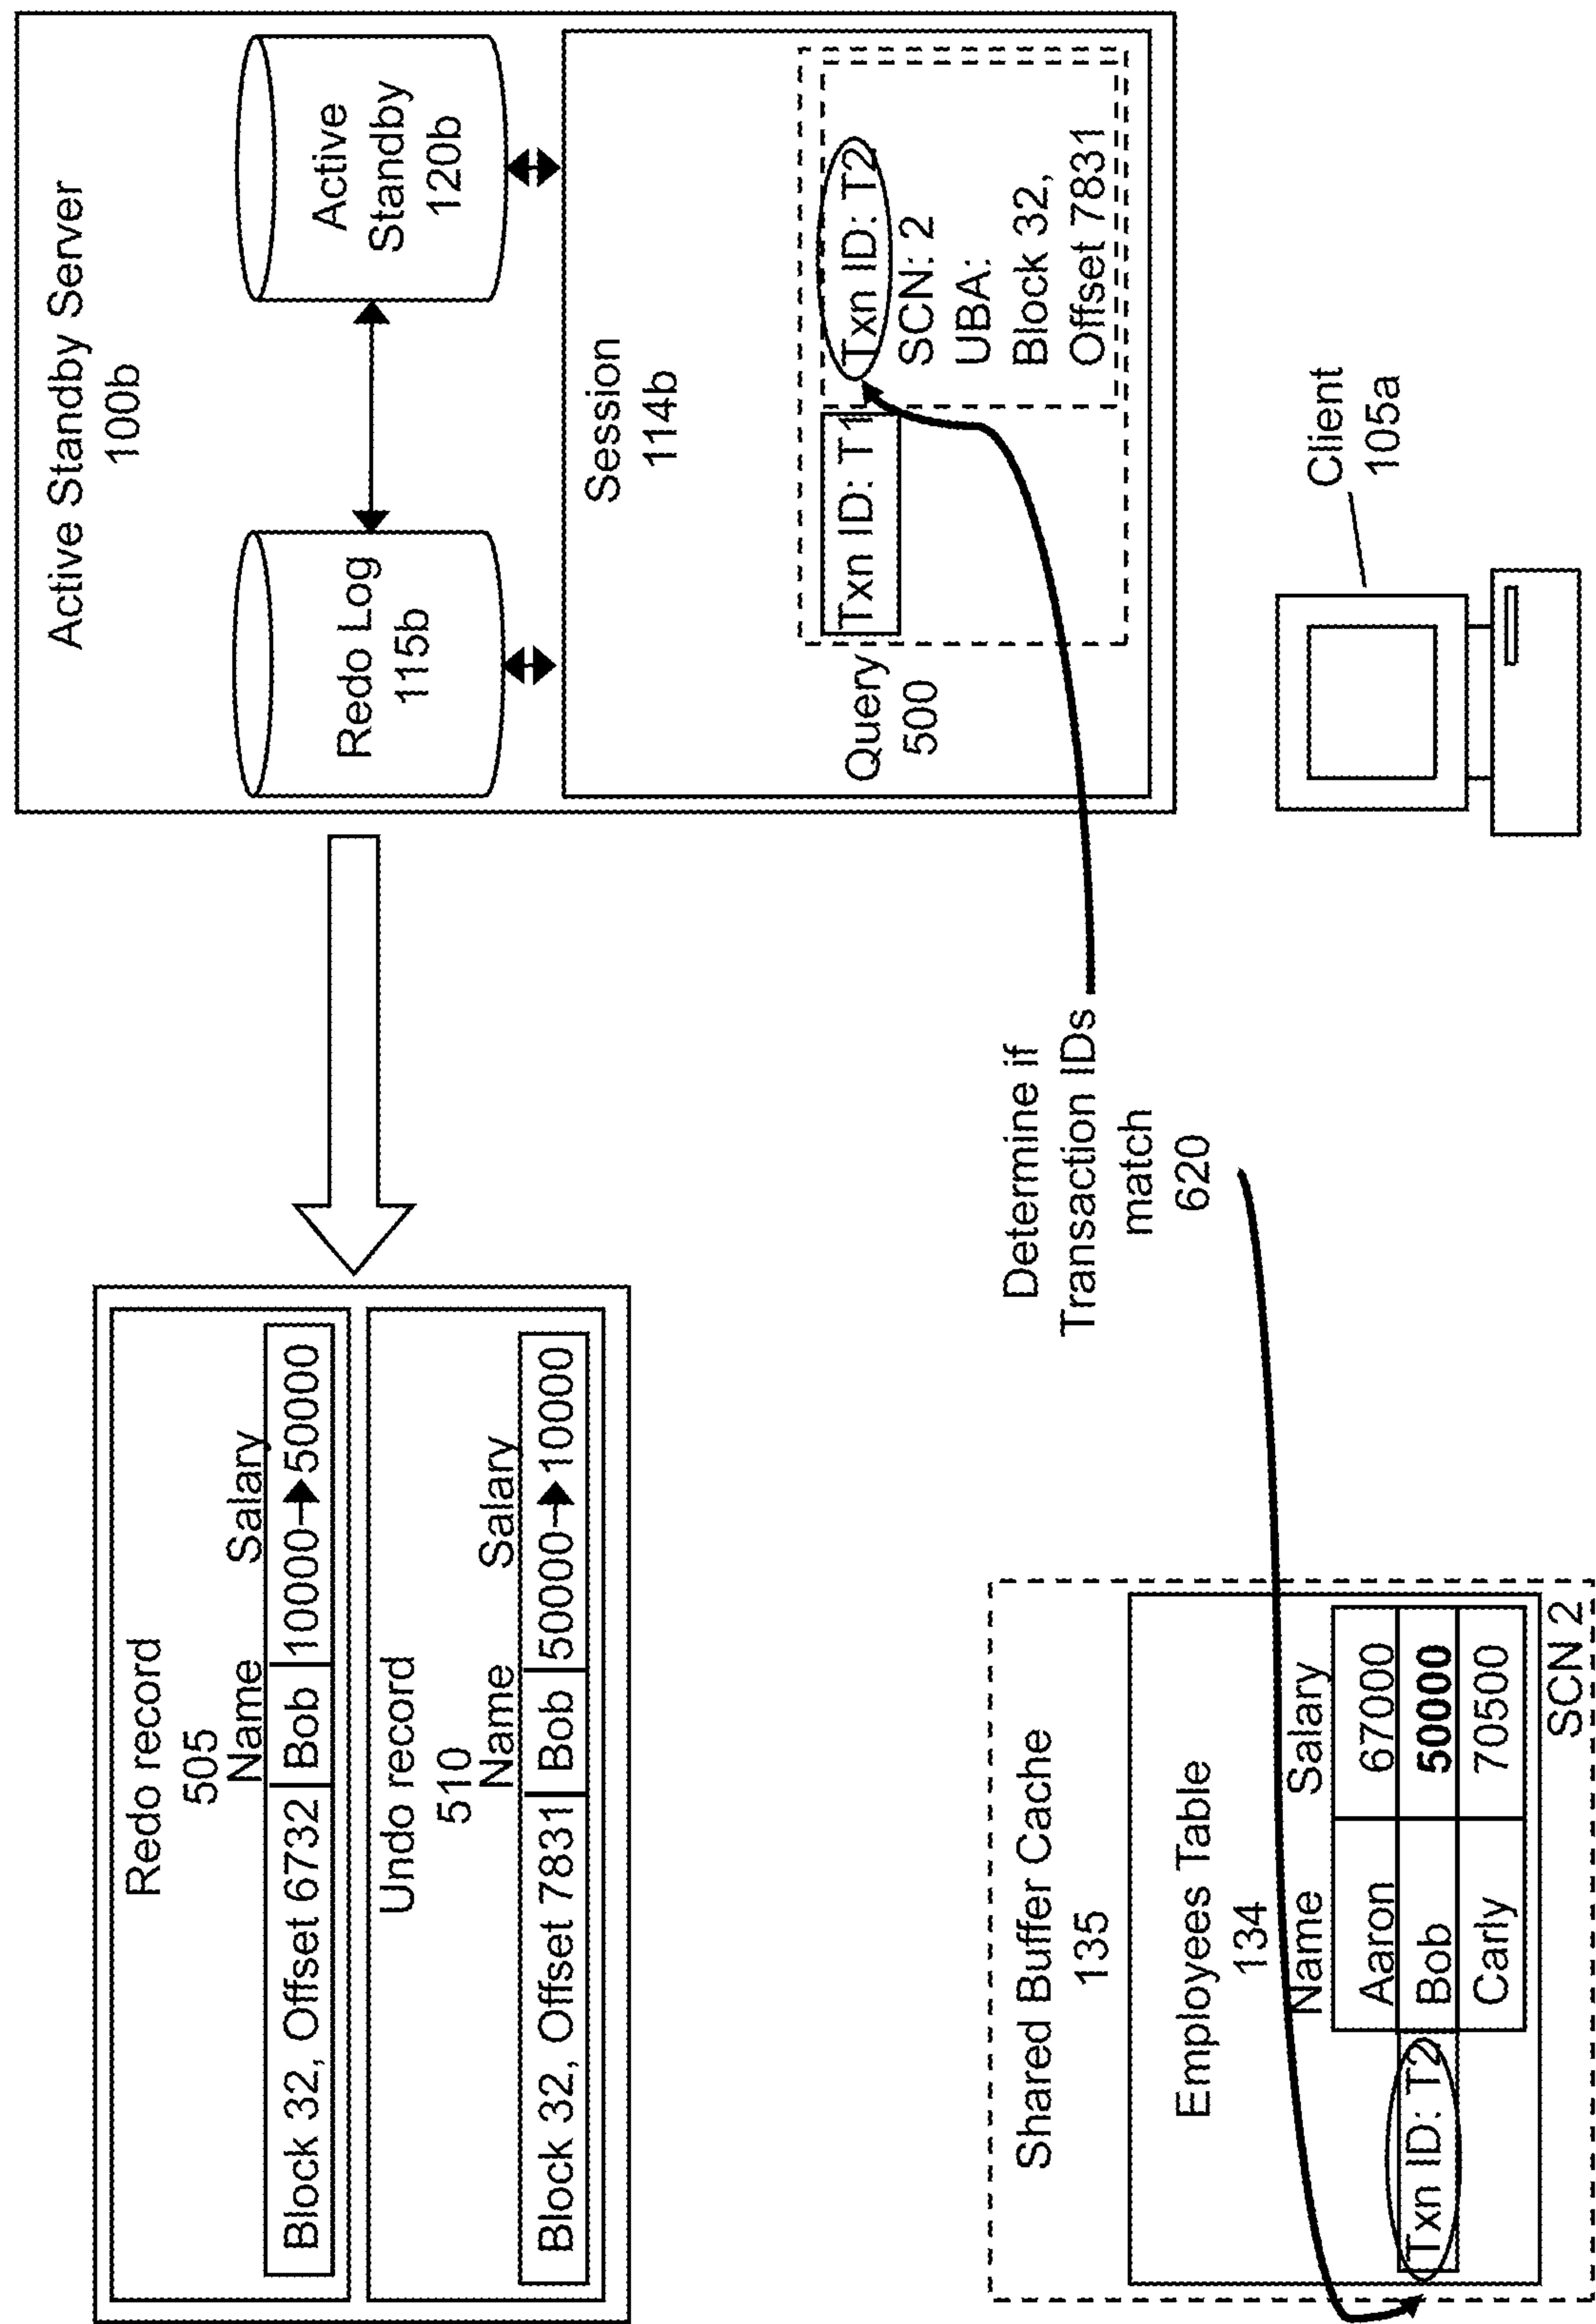 Redo record
505
Name Salary
Block 32, Offset 6732 Bob 10000 50000
Undo record
510
Name Salary
Block 32, Offset 7831 Bob 50000 10000
Active Standby Server
100b
Redo Log
115b
Active
Standby
120b
Session
114b
Query
500
Txn ID: T1
Txn ID: T2
SCN: 2
UBA:
Block 32,
Offset 7831
Determine if
Transaction IDs
match
620
Shared Buffer Cache
135
Employees Table
134
Name Salary
Aaron 67000
Txn ID: T2 Bob 50000
Carly 70500
SCN 2
Client
105a